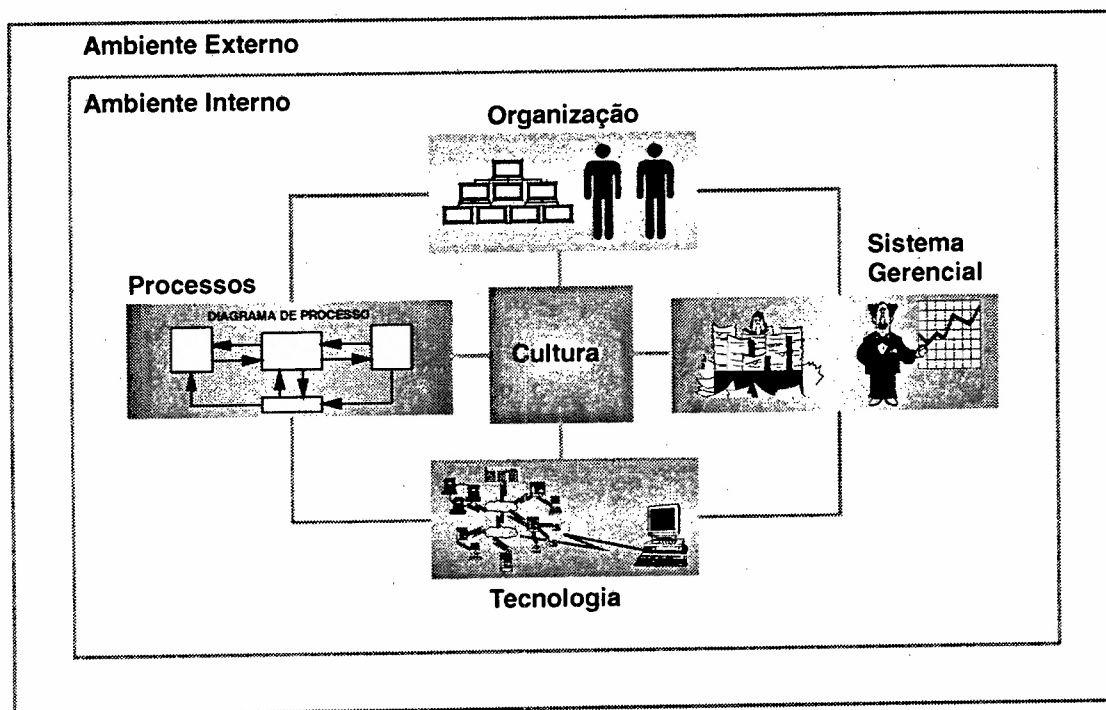 Ambiente Externo
Ambiente Interno
Organização
Sistema
Gerencial
Processos
DIAGRAMA DE PROCESSO
Cultura
Tecnologia